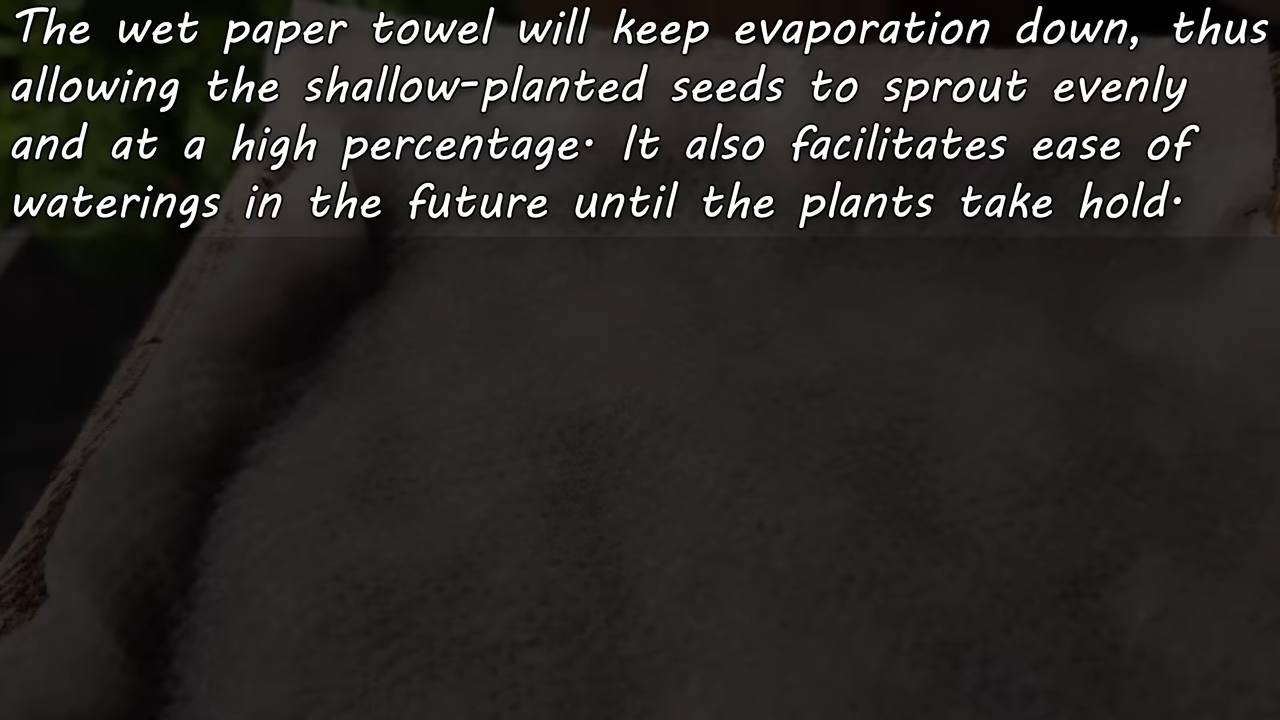 The wet paper towel will keep evaporation down, thus
allowing the shallow-planted seeds to sprout evenly
and at a high percentage. It also facilitates ease of
waterings in the future until the plants take hold.